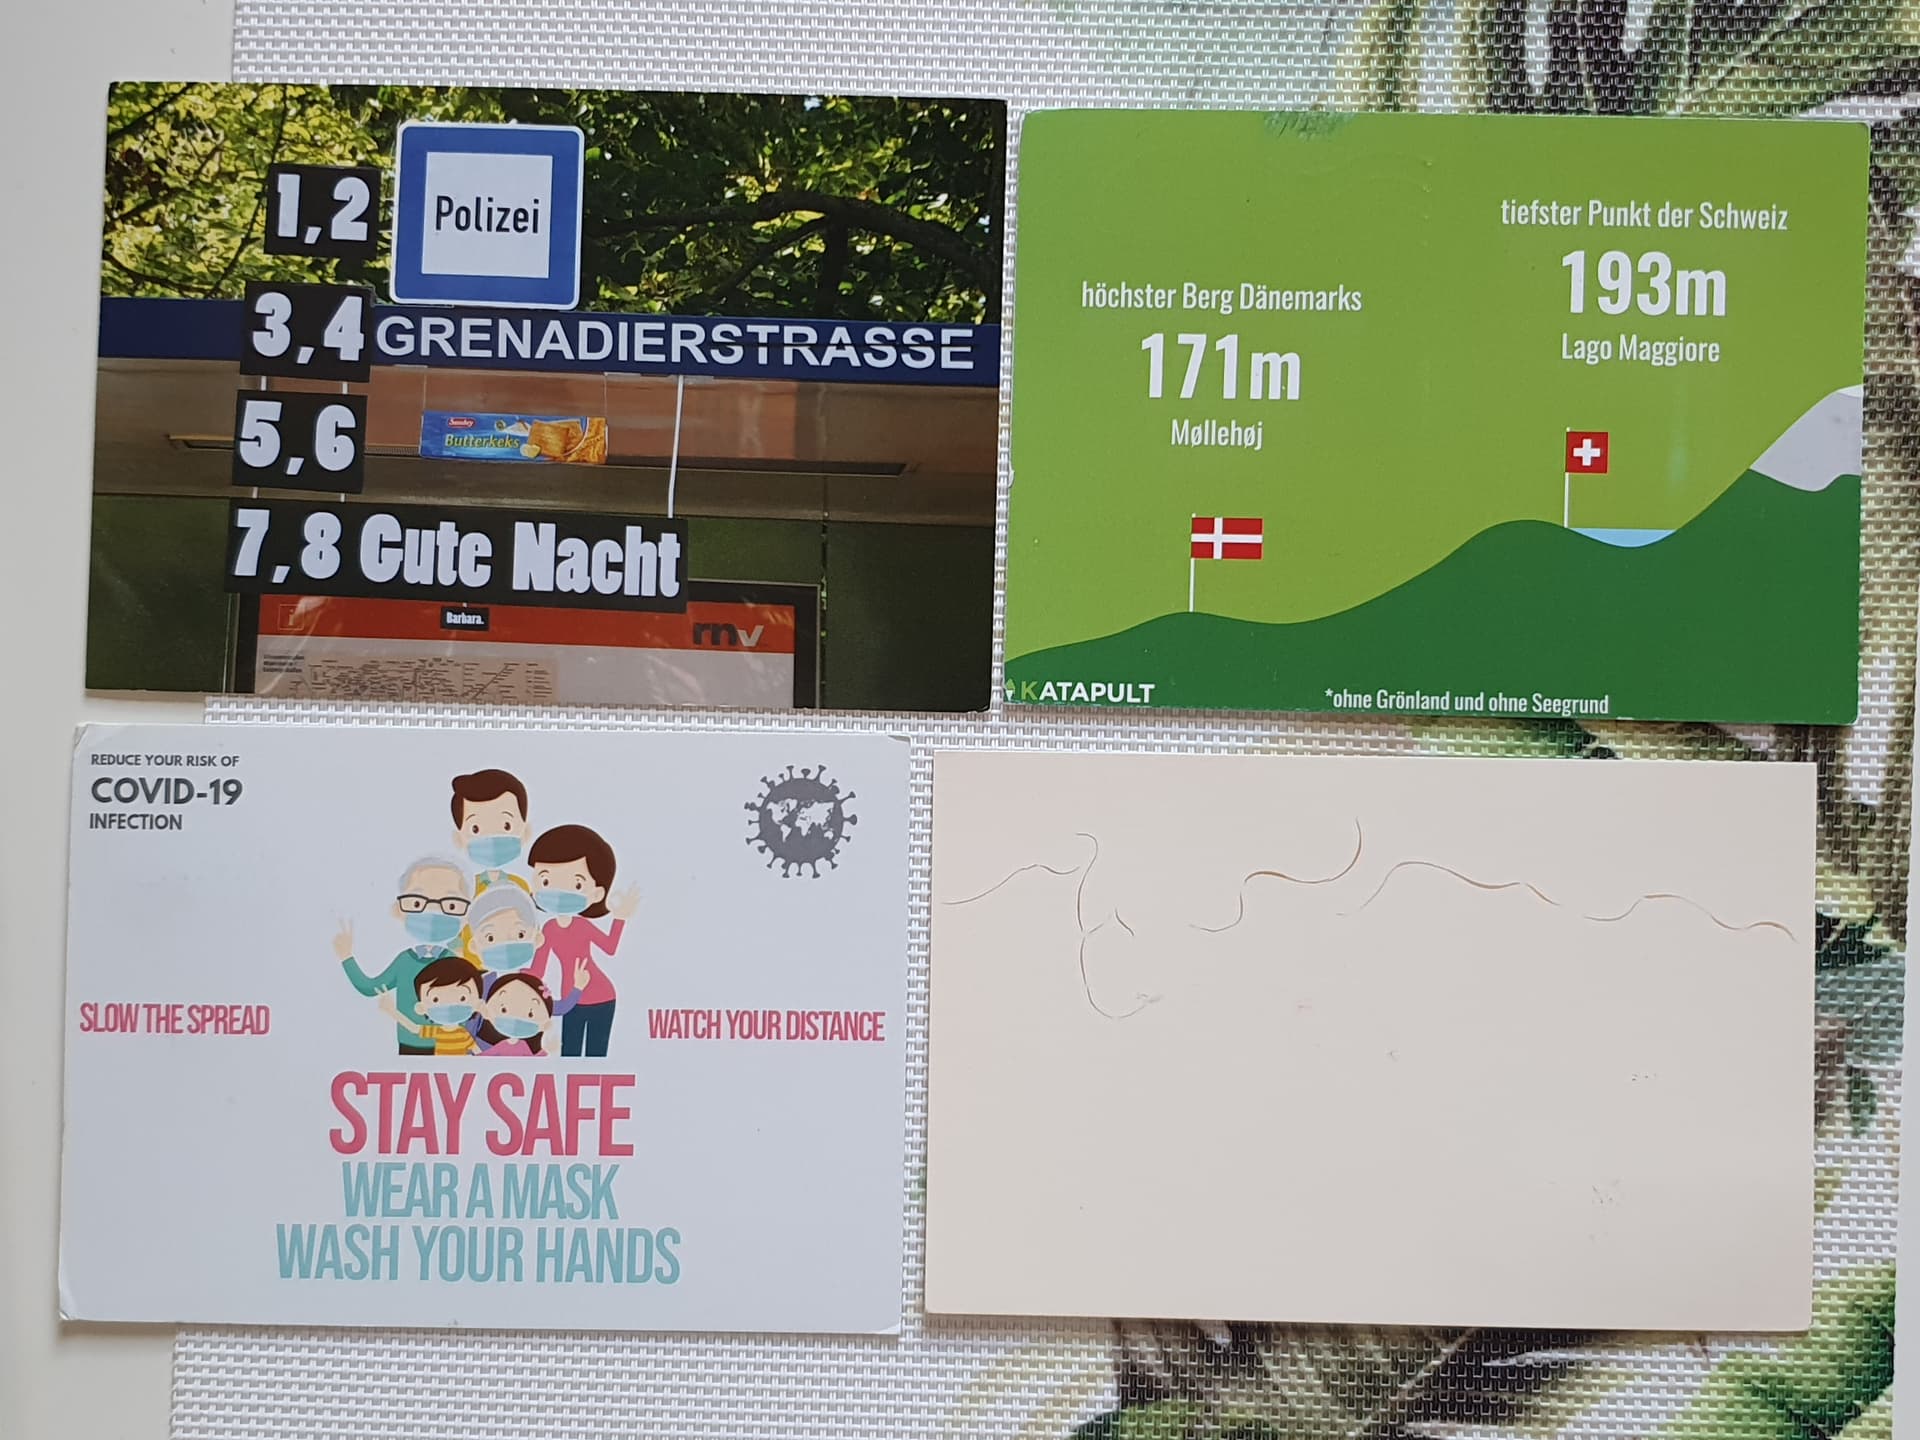 1,2
Polizei
3,4 GRENADIERSTRASSE
5,6
Butterkeks
7,8 Gute Nacht
Barbara.
rnv
tiefster Punkt der Schweiz
193m
Lago Maggiore
höchster Berg Dänemarks
171m
Møllehøj
KATAPULT
*ohne Grönland und ohne Seegrund
REDUCE YOUR RISK OF
COVID-19
INFECTION
SLOW THE SPREAD
WATCH YOUR DISTANCE
STAY SAFE
WEAR A MASK
WASH YOUR HANDS